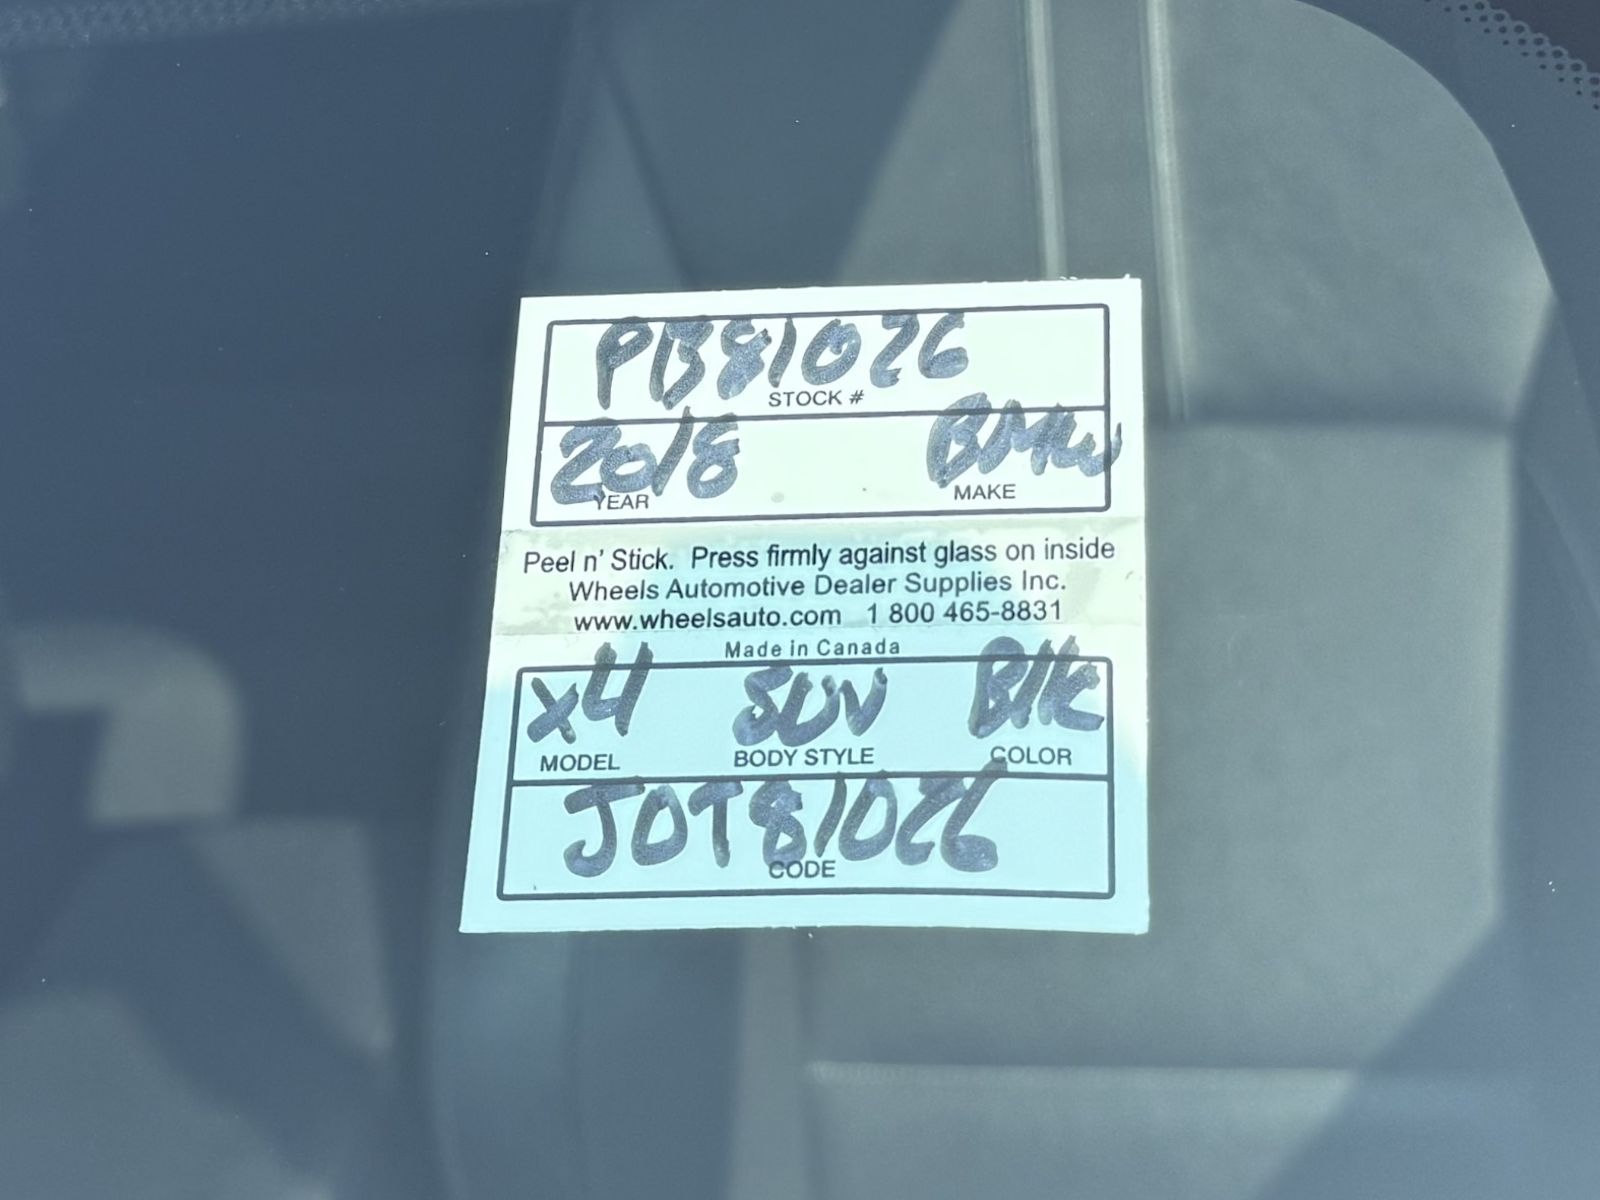 PB81026
STOCK #
2018 BMW
YEAR MAKE
Peel n' Stick. Press firmly against glass on inside
Wheels Automotive Dealer Supplies Inc.
www.wheelsauto.com 1 800 465-8831
Made in Canada
X4 SUV Blk
MODEL BODY STYLE COLOR
J0T81026
CODE